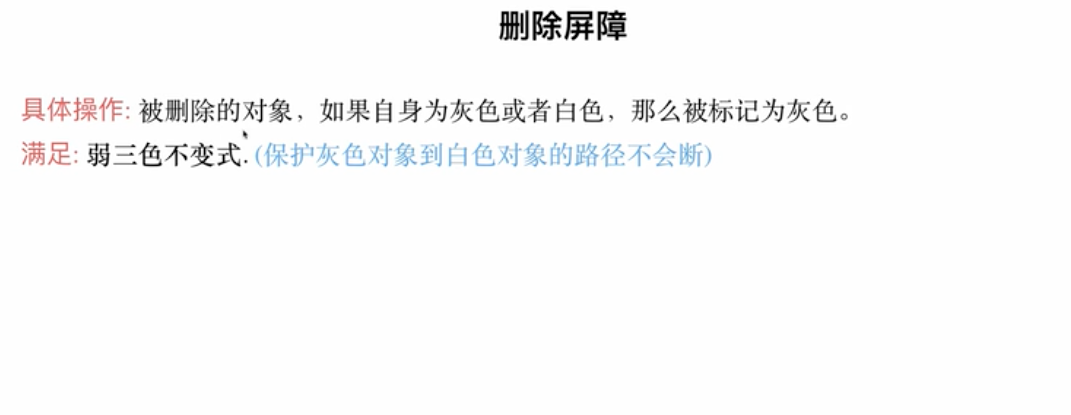 删除屏障
具体操作: 被删除的对象，如果自身为灰色或者白色，那么被标记为灰色。
满足: 弱三色不变式. (保护灰色对象到白色对象的路径不会断)